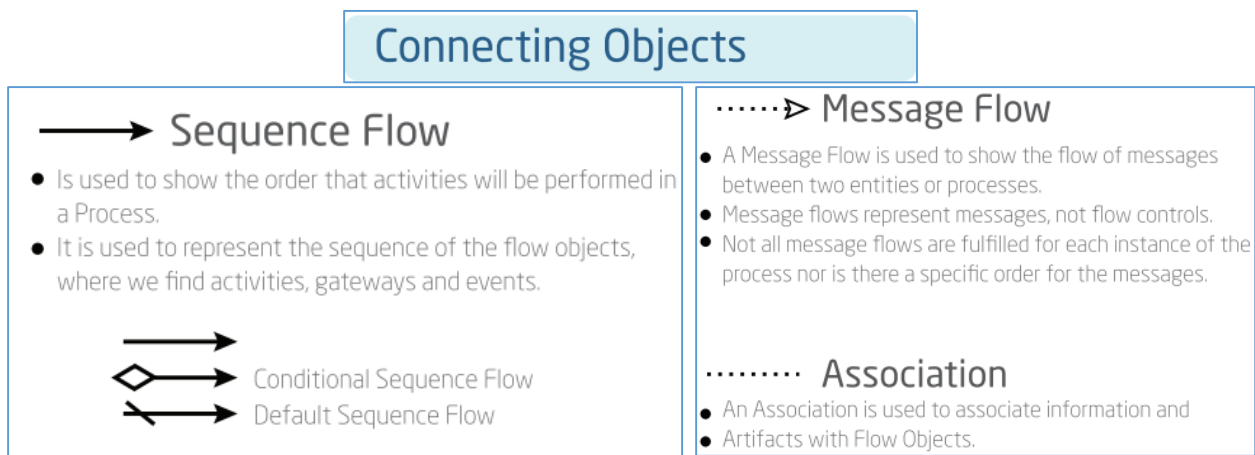 Connecting Objects
Sequence Flow
● Is used to show the order that activities will be performed in
a Process.
● It is used to represent the sequence of the flow objects,
where we find activities, gateways and events.
Conditional Sequence Flow
Default Sequence Flow
Message Flow
● A Message Flow is used to show the flow of messages
between two entities or processes.
● Message flows represent messages, not flow controls.
● Not all message flows are fulfilled for each instance of the
process nor is there a specific order for the messages.
Association
● An Association is used to associate information and
● Artifacts with Flow Objects.